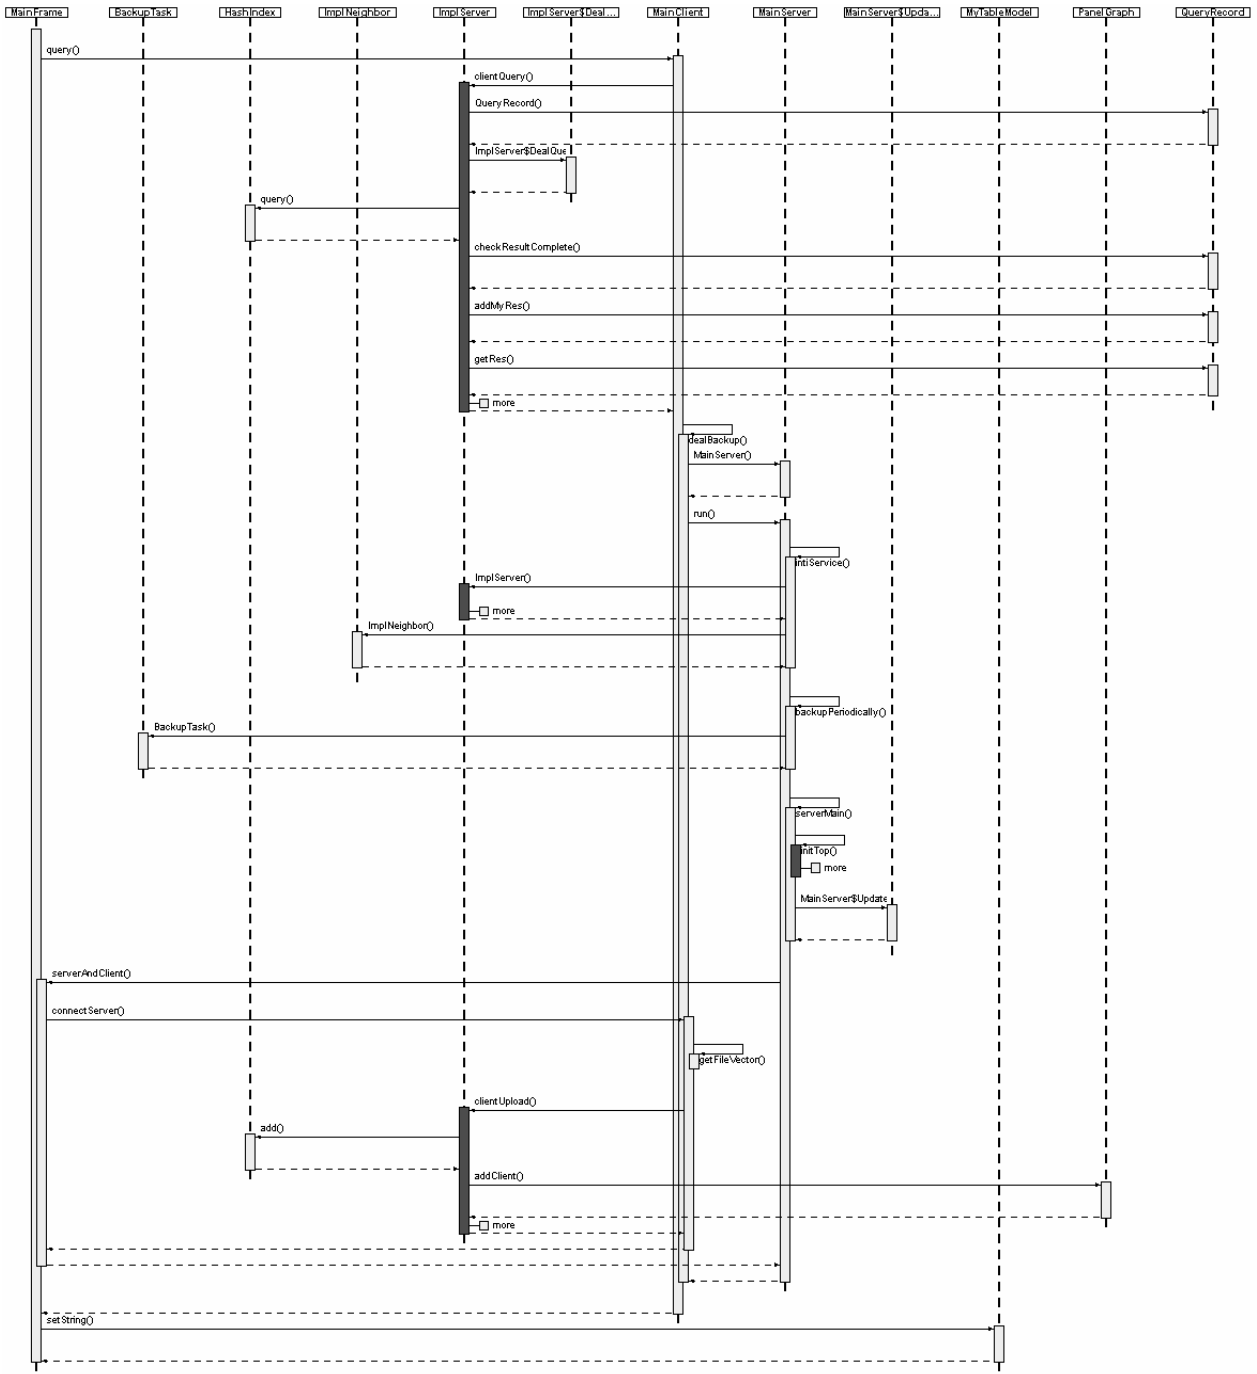 MainFrame BackupTask HashIndex ImplNeighbor ImplServer ImplServer$Deal... MainClient MainServer MainServer$Upda... MyTableModel PanelGraph QueryRecord
query()
clientQuery()
QueryRecord()
ImplServer$DealQue
query()
checkResultComplete()
addMyRes()
getRes()
more
dealBackup()
MainServer()
run()
intiService()
ImplServer()
more
ImplNeighbor()
backupPeriodically()
BackupTask()
serverMain()
initTop()
more
MainServer$Update
serverAndClient()
connectServer()
getFileVector()
clientUpload()
add()
addClient()
more
setString()